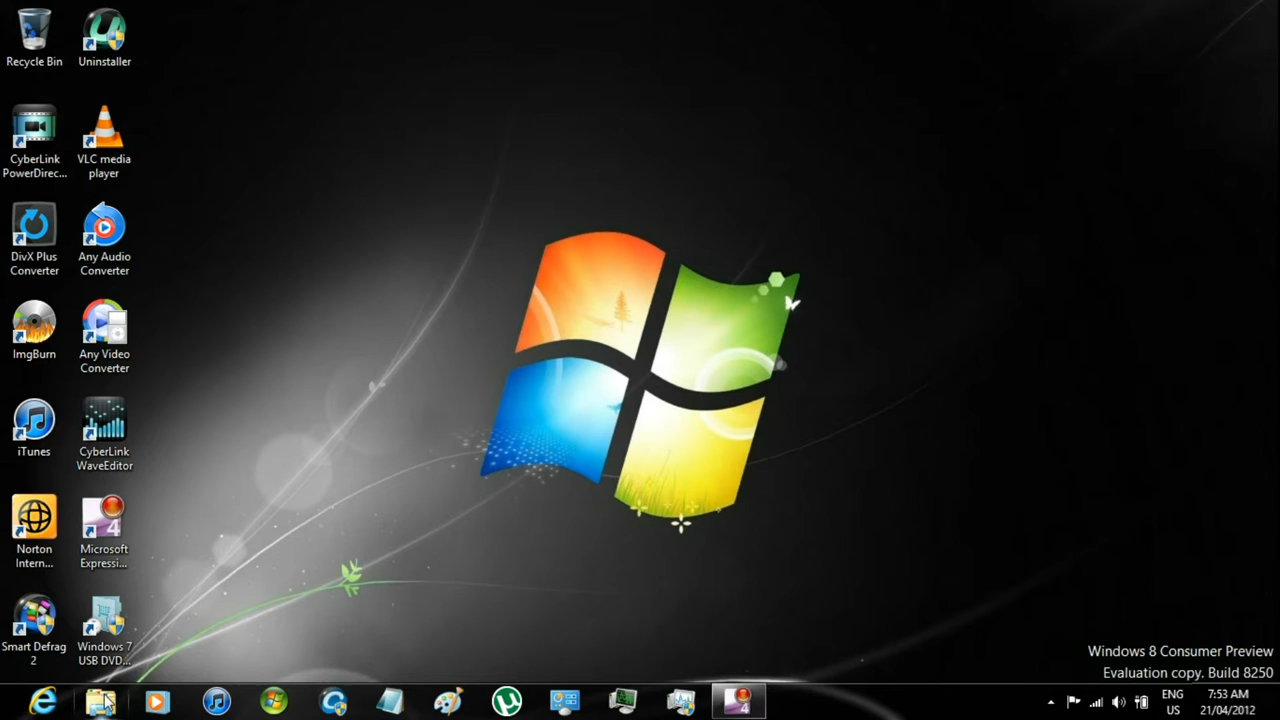 Recycle Bin
Uninstaller
CyberLink
PowerDirec...
VLC media
player
DivX Plus
Converter
Any Audio
Converter
ImgBurn
Any Video
Converter
iTunes
CyberLink
WaveEditor
Norton
Intern...
4
Microsoft
Expressi...
Smart Defrag
2
Windows 7
USB DVD...
Windows 8 Consumer Preview
Evaluation copy. Build 8250
4
ENG
US
7:53 AM
21/04/2012